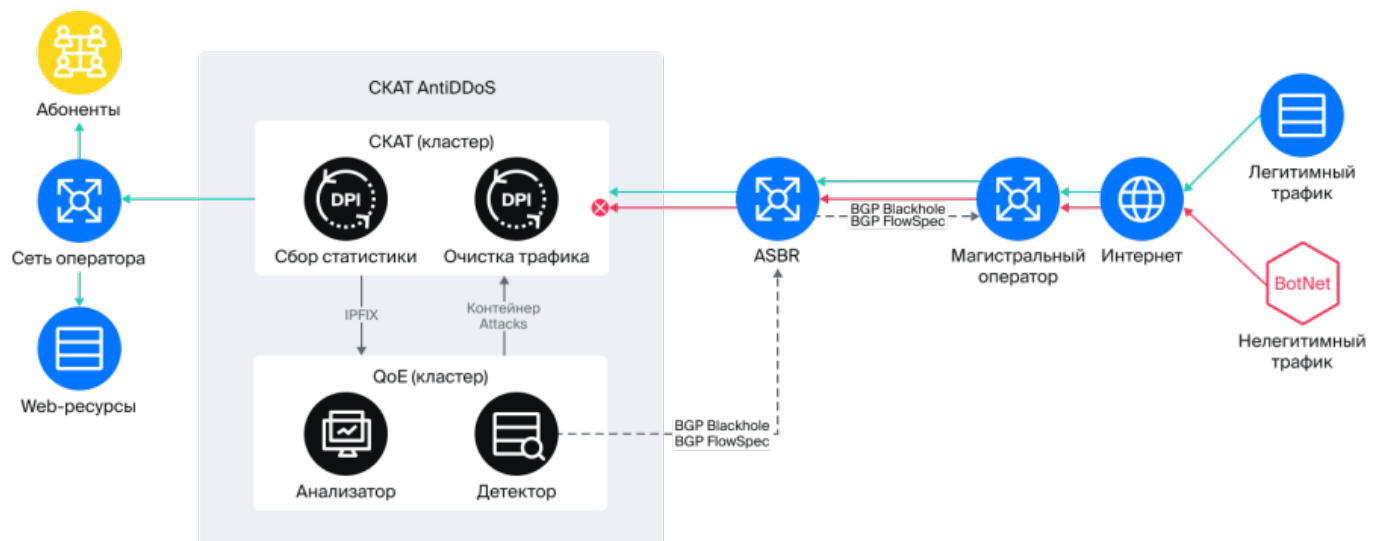 Абоненты
Сеть оператора
Web-ресурсы
СКАТ AntiDDoS
СКАТ (кластер)
DPI
Сбор статистики
DPI
Очистка трафика
IPFIX
Контейнер
Attacks
QoE (кластер)
Анализатор
Детектор
BGP Blackhole
BGP FlowSpec
ASBR
BGP Blackhole
BGP FlowSpec
Магистральный
оператор
Интернет
Легитимный
трафик
BotNet
Нелегитимный
трафик